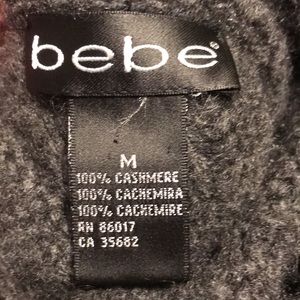 bebe®
M
100% CASHMERE
100% CACHEMIRA
100% CACHEMIRE
RN 86017
CA 35682